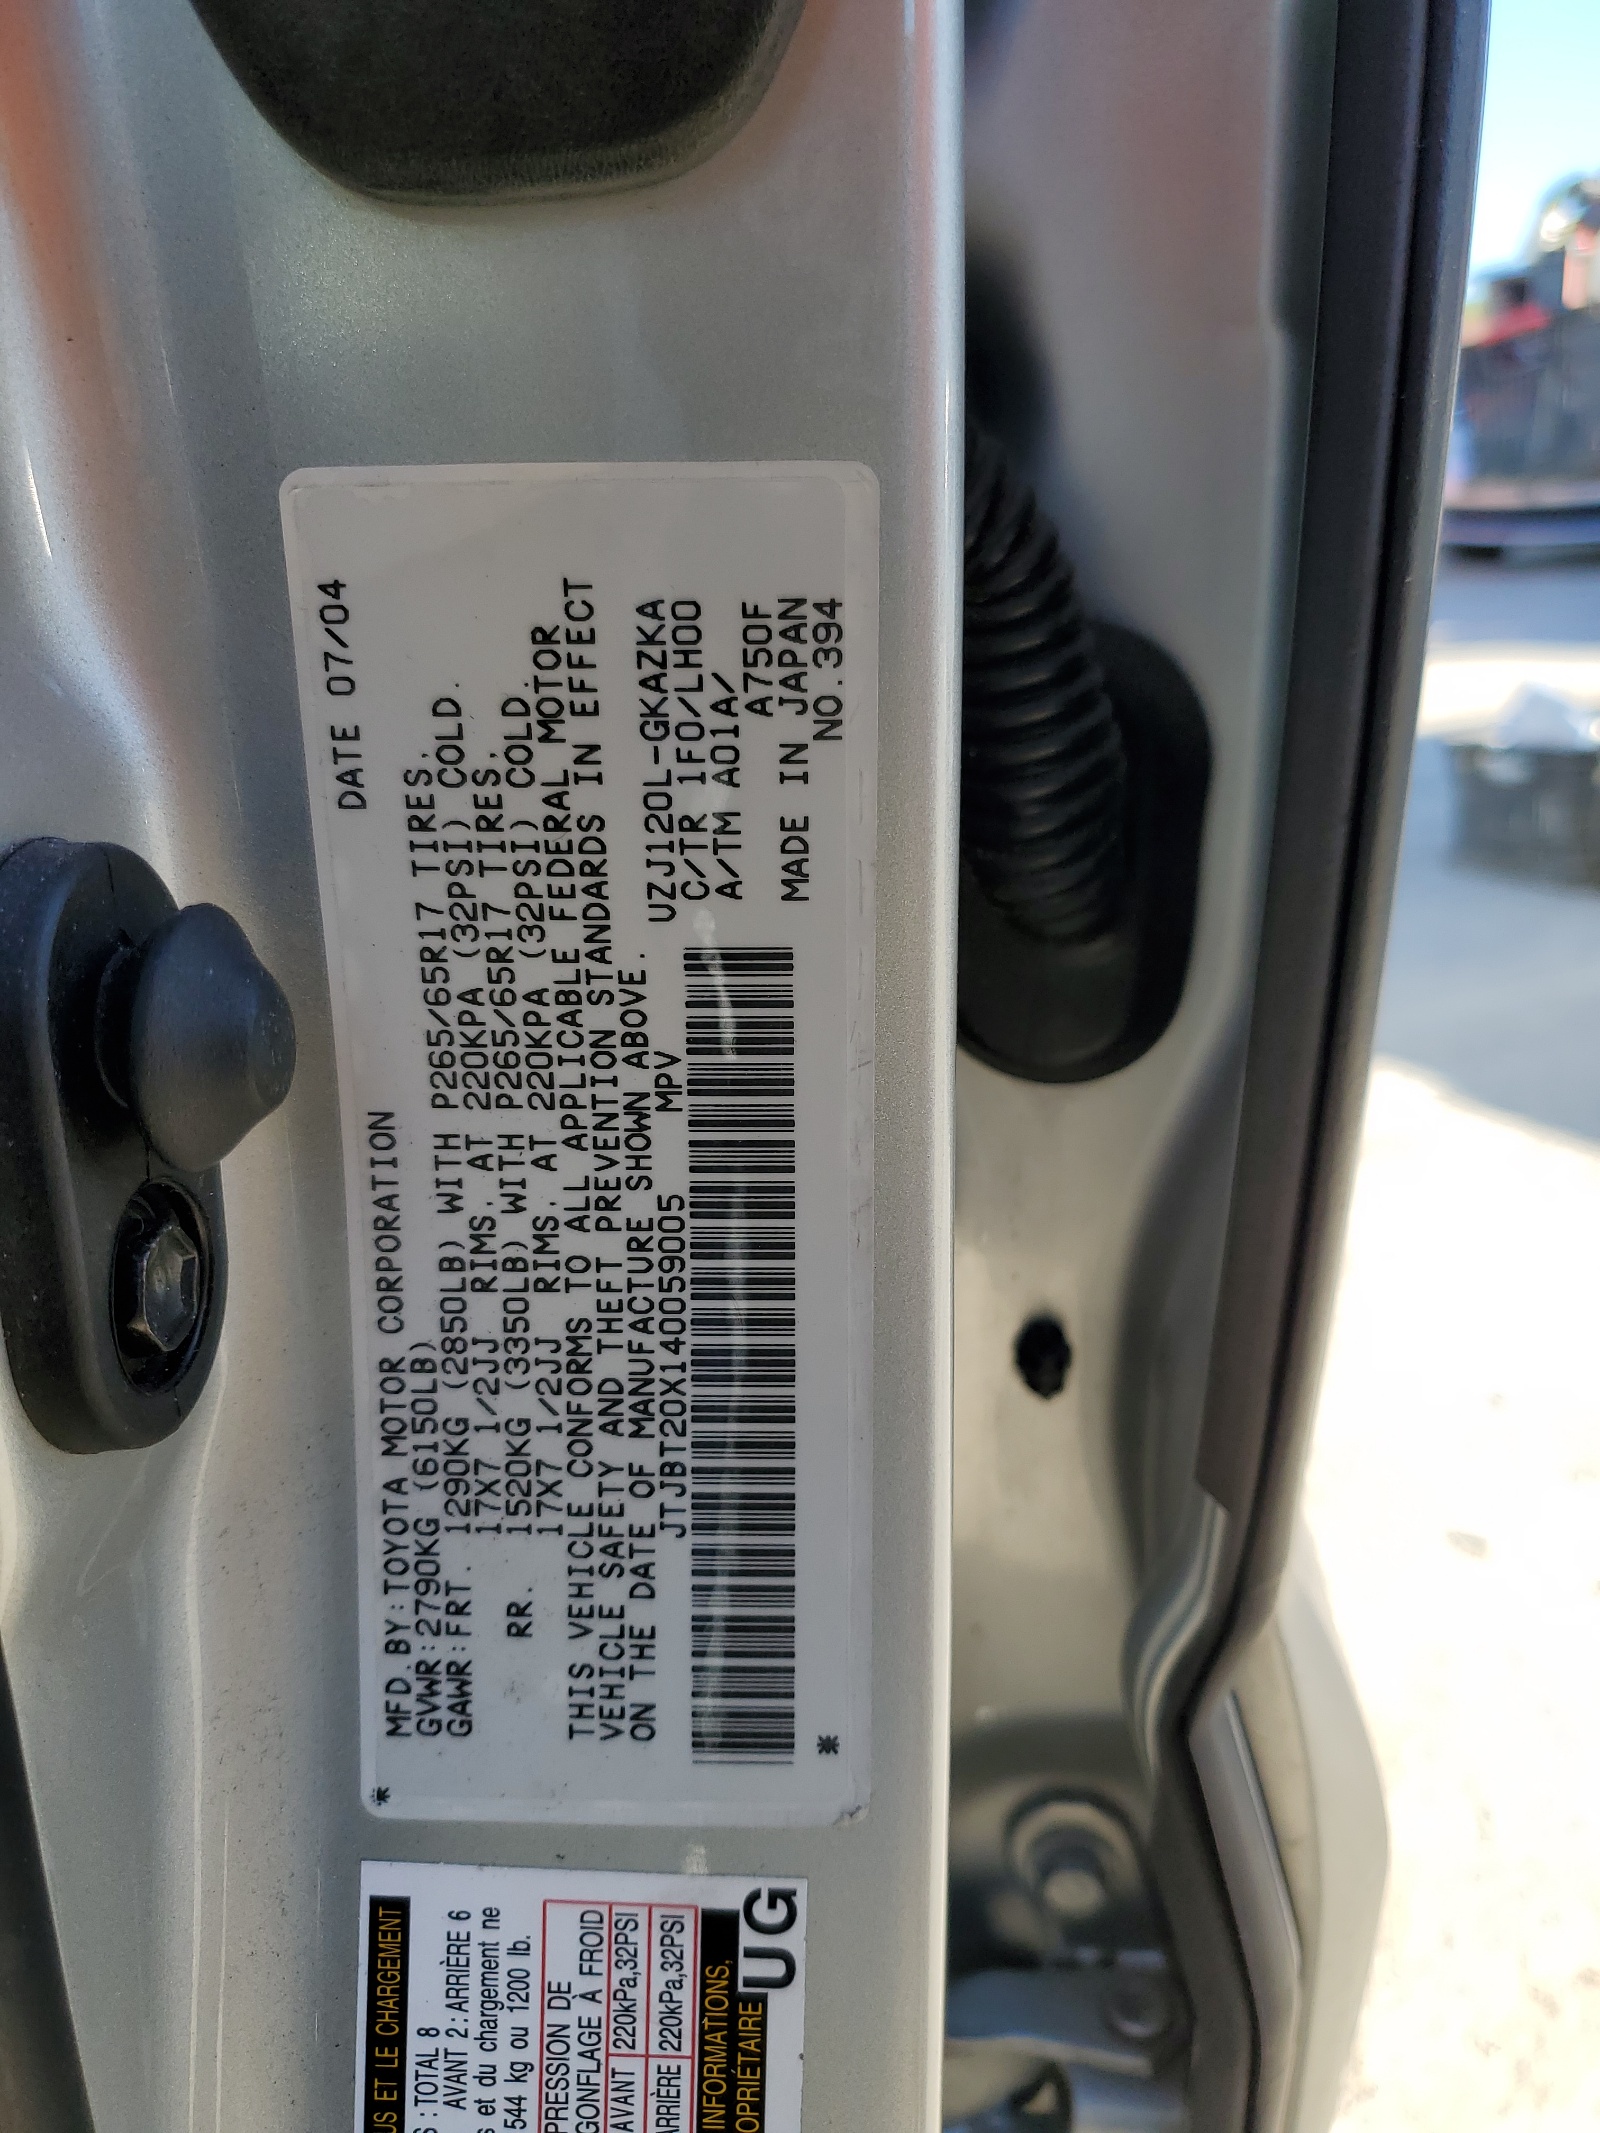 DATE 07/04
MFD.BY:TOYOTA MOTOR CORPORATION
GVWR:2790KG (6150LB)
GAWR:FRT. 1290KG (2850LB) WITH P265/65R17 TIRES,
17X7 1/2JJ RIMS, AT 220KPA (32PSI) COLD.
RR. 1520KG (3350LB) WITH P265/65R17 TIRES,
17X7 1/2JJ RIMS, AT 220KPA (32PSI) COLD.
THIS VEHICLE CONFORMS TO ALL APPLICABLE FEDERAL MOTOR
VEHICLE SAFETY AND THEFT PREVENTION STANDARDS IN EFFECT
ON THE DATE OF MANUFACTURE SHOWN ABOVE.
JTJBT20X140059005 MPV
UZJ120L-GKAZKA
C/TR 1F0/LH00
A/TM A01A/
A750F
MADE IN JAPAN
NO.394
US ET LE CHARGEMENT
: TOTAL 8
AVANT 2: ARRIÈRE 6
et du chargement ne
544 kg ou 1200 lb.
PRESSION DE
GONFLAGE À FROID
AVANT 220kPa,32PSI
ARRIÈRE 220kPa,32PSI
INFORMATIONS,
OPRIÉTAIRE
UG